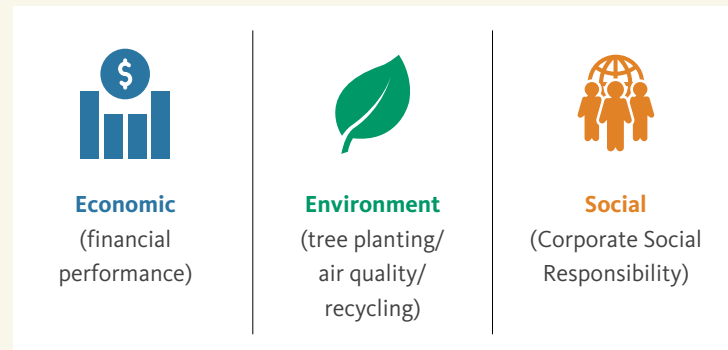 $
Economic
(financial
performance)
Environment
(tree planting/
air quality/
recycling)
Social
(Corporate Social
Responsibility)